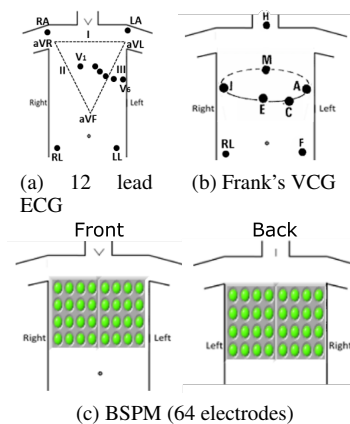 RA LA
I
aVR aVL
V1
II III
V6
Right Left
aVF
RL LL
(a) 12 lead
ECG
H
M
J A
E C
Right Left
RL F
(b) Frank's VCG
Front Back
Right Left
Left Right
(c) BSPM (64 electrodes)